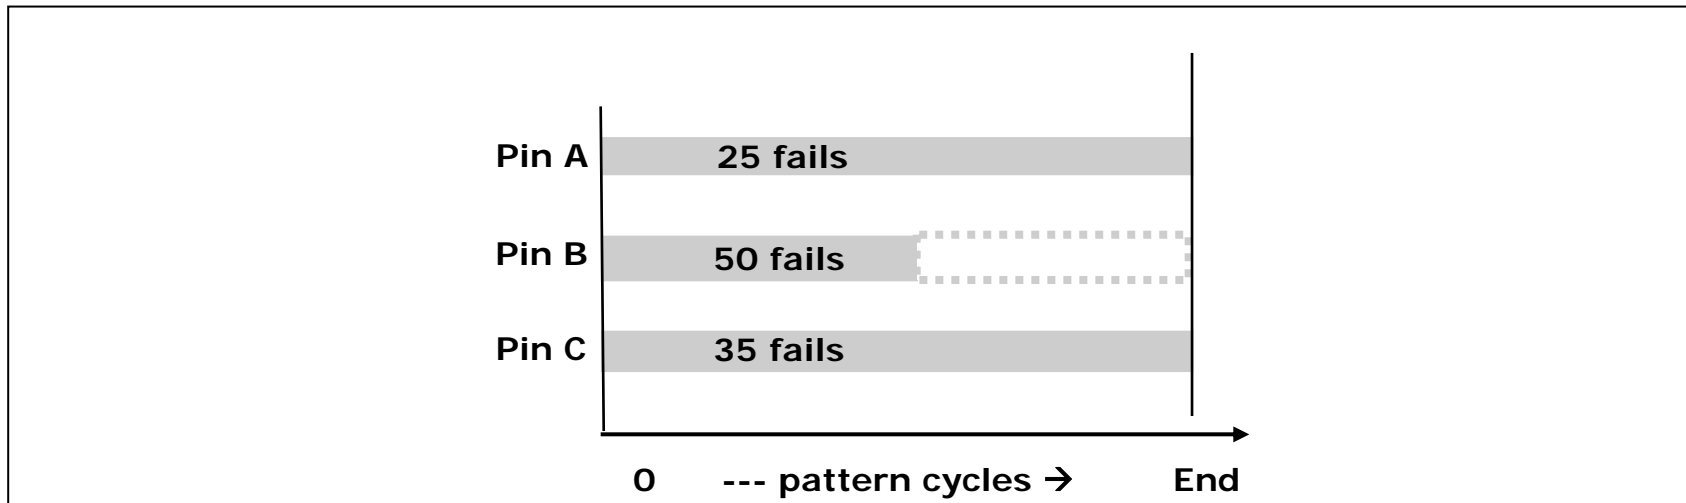 Pin A 25 fails
Pin B 50 fails
Pin C 35 fails
0 --- pattern cycles → End